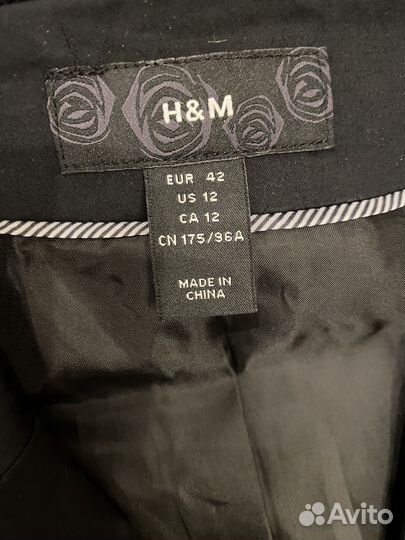 H&M
EUR 42
US 12
CA 12
CN 175/96A
MADE IN
CHINA
Avito